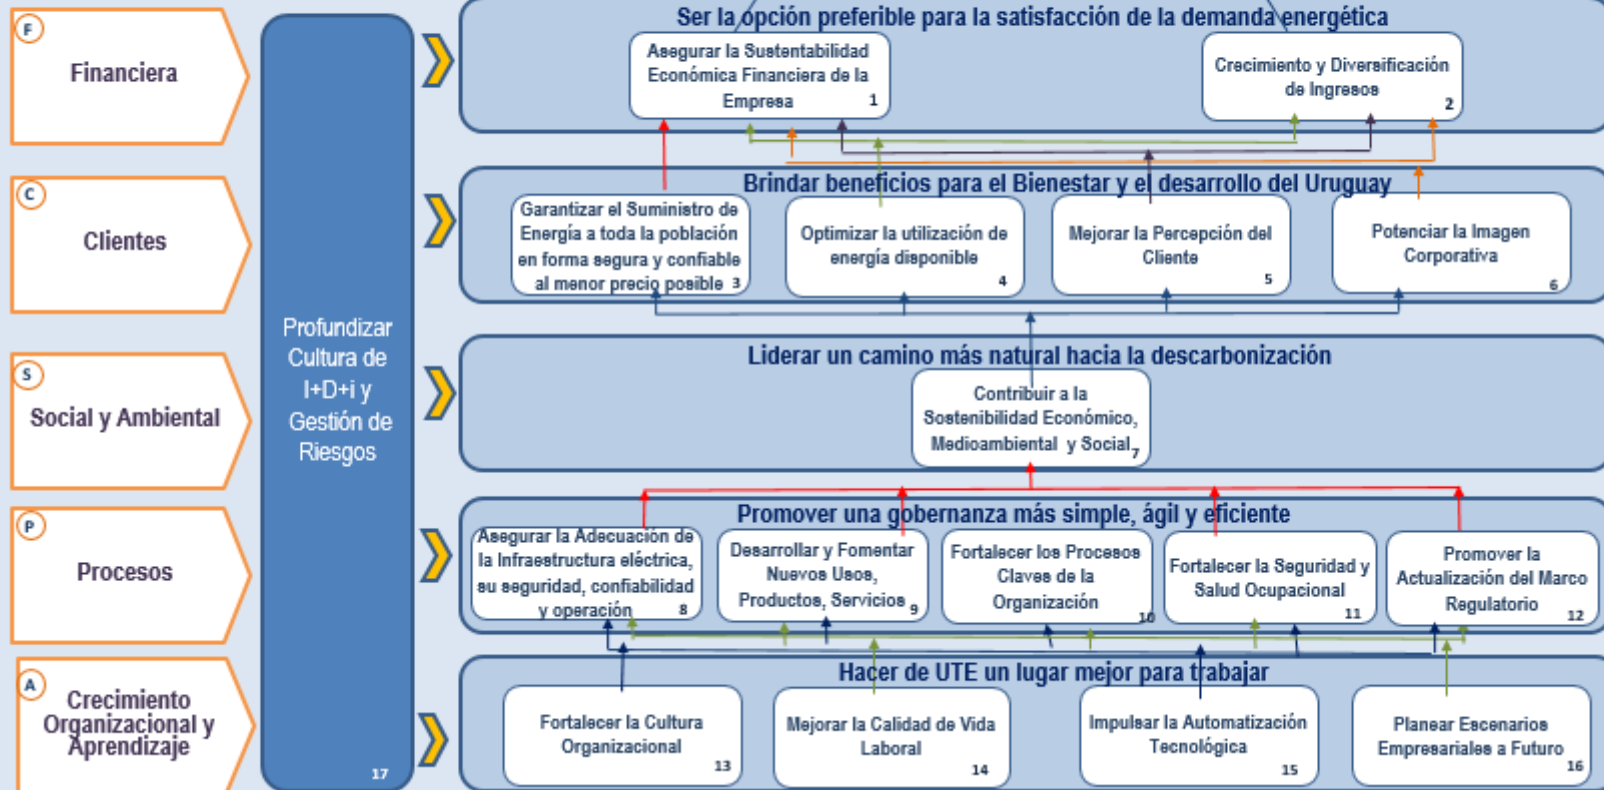 F
Financiera
Ser la opción preferible para la satisfacción de la demanda energética
Asegurar la Sustentabilidad
Económica Financiera de la
Empresa
1
Crecimiento y Diversificación
de Ingresos
2
C
Clientes
Brindar beneficios para el Bienestar y el desarrollo del Uruguay
Garantizar el Suministro de
Energía a toda la población
en forma segura y confiable
al menor precio posible
3
Optimizar la utilización de
energía disponible
4
Mejorar la Percepción del
Cliente
5
Potenciar la Imagen
Corporativa
6
Profundizar
Cultura de
I+D+i y
Gestión de
Riesgos
17
S
Social y Ambiental
Liderar un camino más natural hacia la descarbonización
Contribuir a la
Sostenibilidad Económico,
Medioambiental y Social
7
P
Procesos
Promover una gobernanza más simple, ágil y eficiente
Asegurar la Adecuación de
la Infraestructura eléctrica,
su seguridad, confiabilidad
y operación
8
Desarrollar y Fomentar
Nuevos Usos,
Productos, Servicios
9
Fortalecer los Procesos
Claves de la
Organización
10
Fortalecer la Seguridad y
Salud Ocupacional
11
Promover la
Actualización del Marco
Regulatorio
12
A
Crecimiento
Organizacional y
Aprendizaje
Hacer de UTE un lugar mejor para trabajar
Fortalecer la Cultura
Organizacional
13
Mejorar la Calidad de Vida
Laboral
14
Impulsar la Automatización
Tecnológica
15
Planear Escenarios
Empresariales a Futuro
16